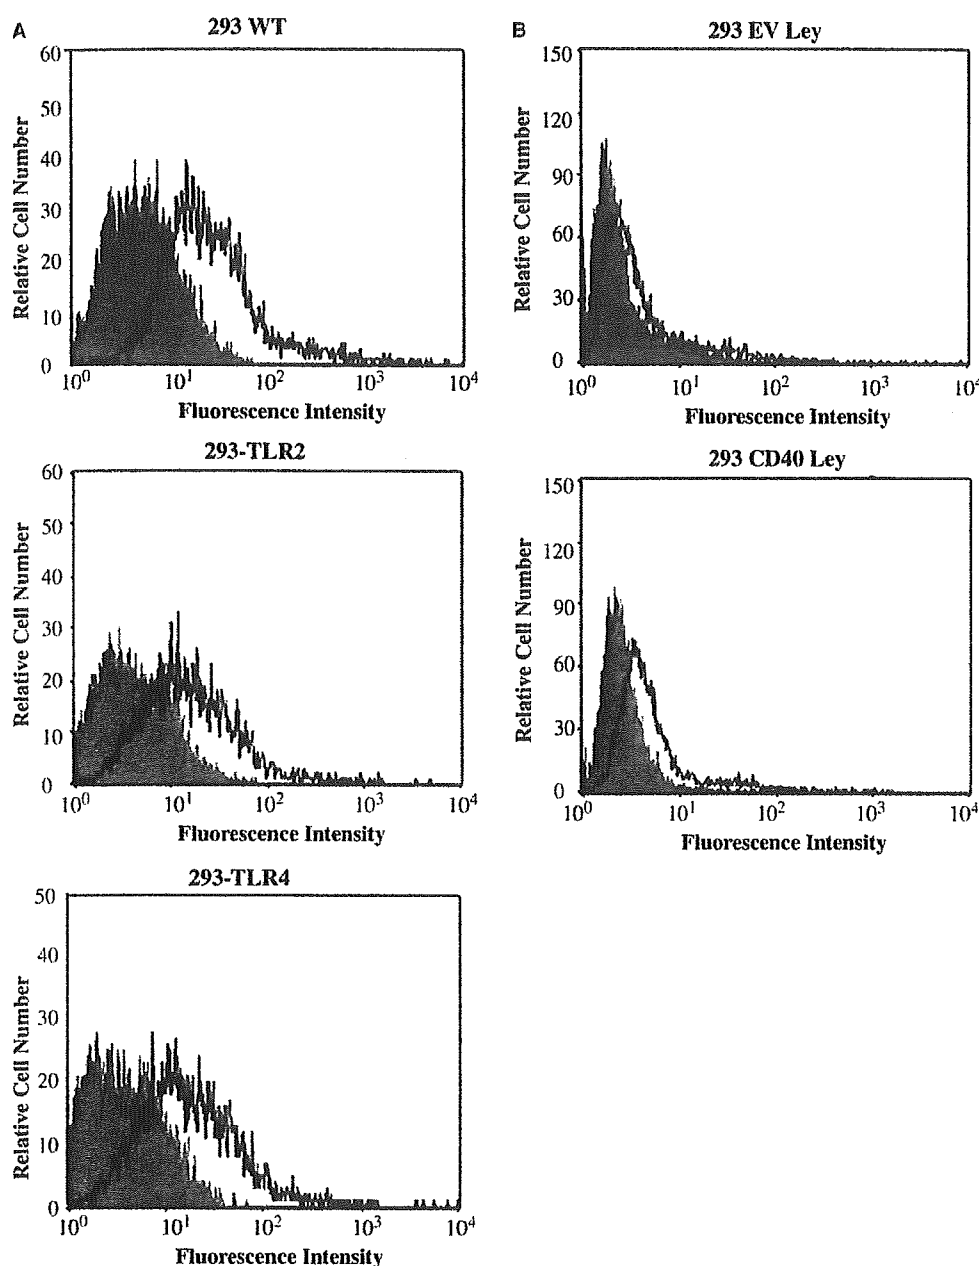 A
293 WT
60
50
40
30
20
10
0
10⁰ 10¹ 10² 10³ 10⁴
Relative Cell Number
Fluorescence Intensity
293-TLR2
60
50
40
30
20
10
0
10⁰ 10¹ 10² 10³ 10⁴
Relative Cell Number
Fluorescence Intensity
293-TLR4
50
40
30
20
10
0
10⁰ 10¹ 10² 10³ 10⁴
Relative Cell Number
Fluorescence Intensity
B
293 EV Ley
150
120
90
60
30
0
10⁰ 10¹ 10² 10³ 10⁴
Relative Cell Number
Fluorescence Intensity
293 CD40 Ley
150
120
90
60
30
0
10⁰ 10¹ 10² 10³ 10⁴
Relative Cell Number
Fluorescence Intensity